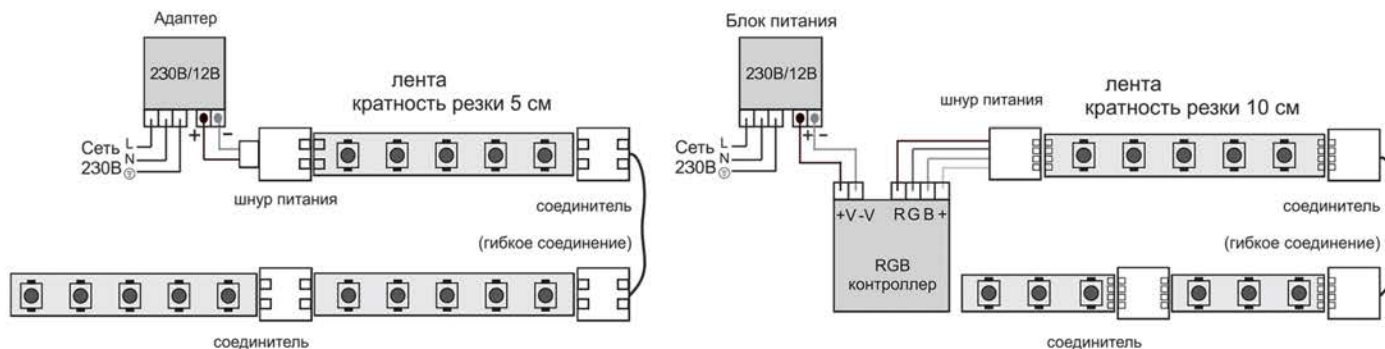 Адаптер
230В/12В
лента
кратность резки 5 см
+ –
Сеть L
N
230В
шнур питания
соединитель
(гибкое соединение)
соединитель
Блок питания
230В/12В
лента
кратность резки 10 см
шнур питания
+ –
Сеть L
N
230В
+V -V R G B +
RGB
контроллер
соединитель
(гибкое соединение)
соединитель